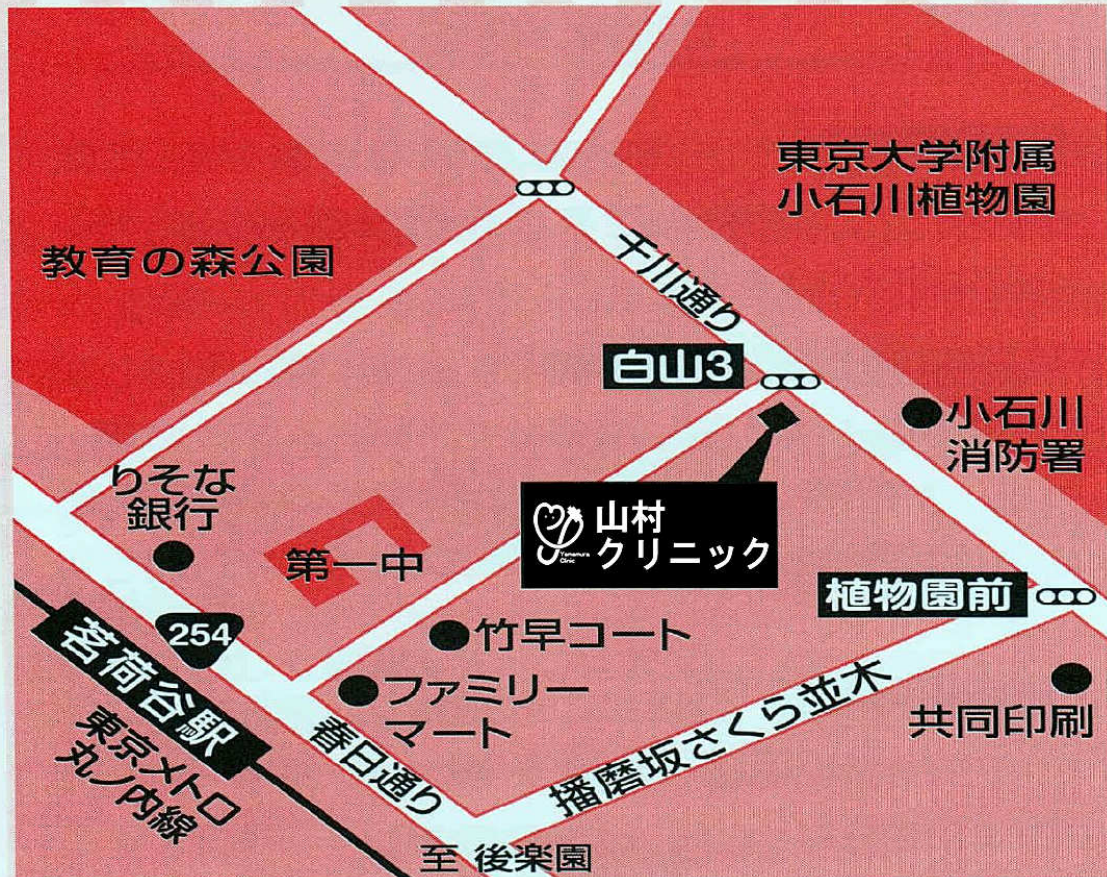 東京大学附属
小石川植物園
教育の森公園
千川通り
白山3
小石川
消防署
りそな
銀行
山村
クリニック
Yamamura
Clinic
第一中
植物園前
254
竹早コート
茗荷谷駅
ファミリー
マート
共同印刷
東京メトロ
丸ノ内線
春日通り
播磨坂さくら並木
至 後楽園